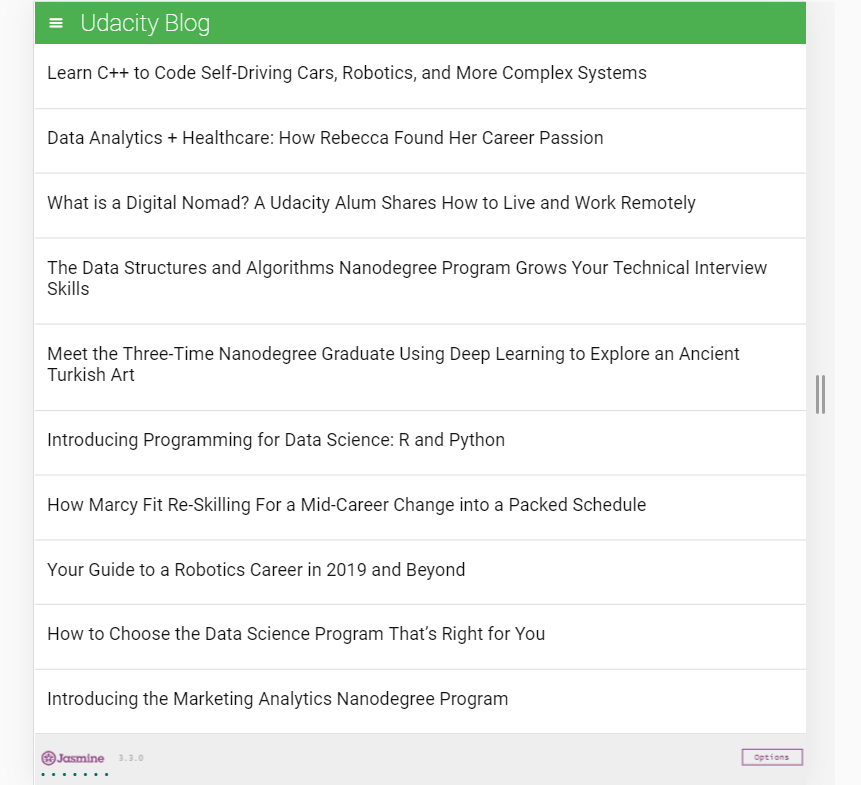 Udacity Blog
Learn C++ to Code Self-Driving Cars, Robotics, and More Complex Systems
Data Analytics + Healthcare: How Rebecca Found Her Career Passion
What is a Digital Nomad? A Udacity Alum Shares How to Live and Work Remotely
The Data Structures and Algorithms Nanodegree Program Grows Your Technical Interview
Skills
Meet the Three-Time Nanodegree Graduate Using Deep Learning to Explore an Ancient
Turkish Art
Introducing Programming for Data Science: R and Python
How Marcy Fit Re-Skilling For a Mid-Career Change into a Packed Schedule
Your Guide to a Robotics Career in 2019 and Beyond
How to Choose the Data Science Program That’s Right for You
Introducing the Marketing Analytics Nanodegree Program
Jasmine 3.3.0 Options